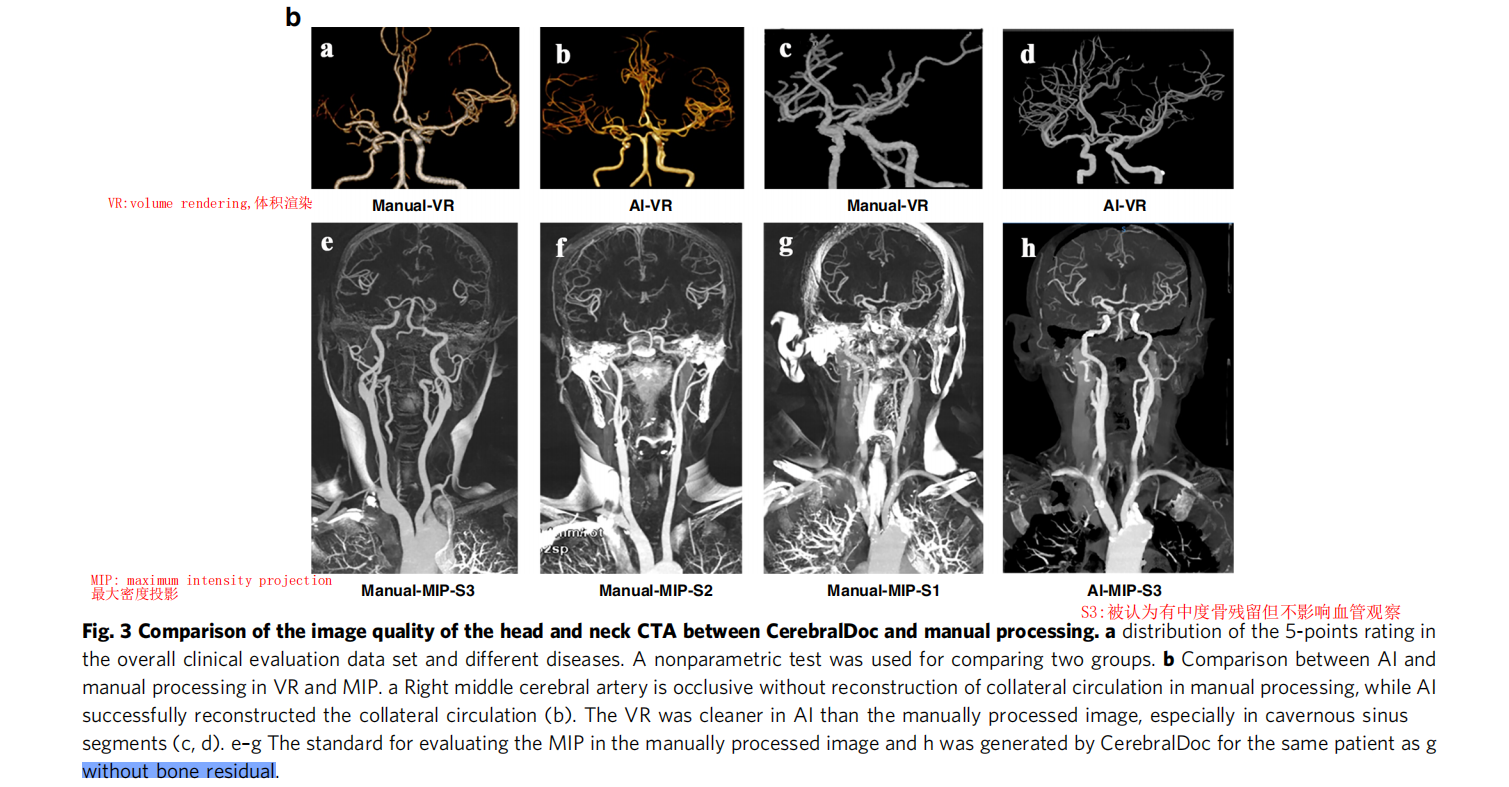 b
a
b
c
d
VR:volume rendering,体积渲染
Manual-VR
AI-VR
Manual-VR
AI-VR
e
f
g
h
S
2sp
MIP: maximum intensity projection
最大密度投影
Manual-MIP-S3
Manual-MIP-S2
Manual-MIP-S1
AI-MIP-S3
S3:被认为有中度骨残留但不影响血管观察
Fig. 3 Comparison of the image quality of the head and neck CTA between CerebralDoc and manual processing. a distribution of the 5-points rating in
the overall clinical evaluation data set and different diseases. A nonparametric test was used for comparing two groups. b Comparison between AI and
manual processing in VR and MIP. a Right middle cerebral artery is occlusive without reconstruction of collateral circulation in manual processing, while AI
successfully reconstructed the collateral circulation (b). The VR was cleaner in AI than the manually processed image, especially in cavernous sinus
segments (c, d). e–g The standard for evaluating the MIP in the manually processed image and h was generated by CerebralDoc for the same patient as g
without bone residual.